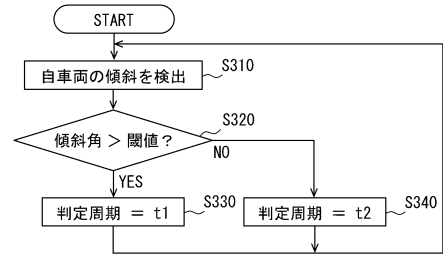 START
自車両の傾斜を検出
S310
傾斜角 > 閾値？
S320
NO
YES
判定周期 = t1
S330
判定周期 = t2
S340